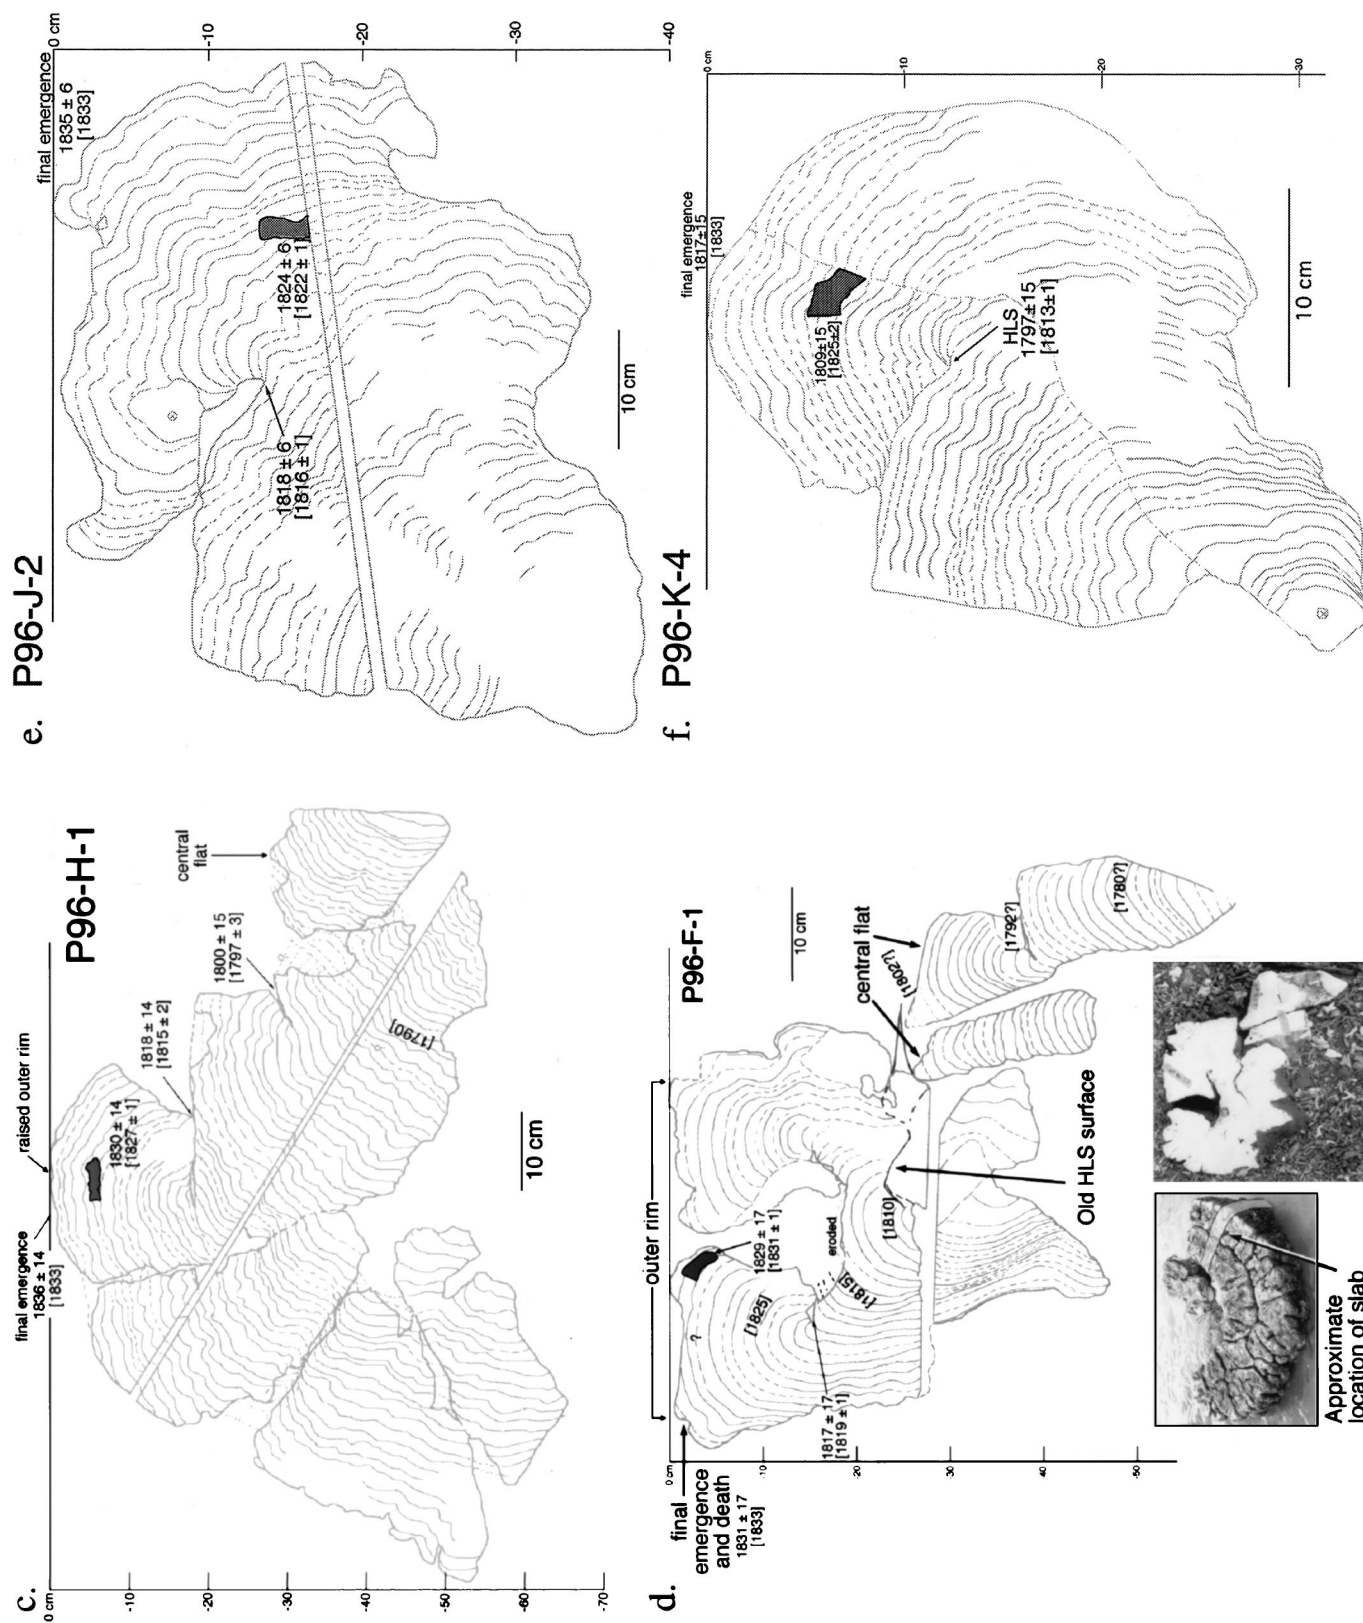 c.
P96-H-1
0 cm
-10
-20
-30
-40
-50
-60
-70
final emergence
1836 ± 14
[1833]
raised outer rim
1830 ± 14
[1827 ± 1]
1818 ± 14
[1815 ± 2]
1800 ± 15
[1797 ± 3]
central
flat
[1790]
10 cm
d.
P96-F-1
0 cm
-10
-20
-30
-40
-50
final
emergence
and death
1831 ± 17
[1833]
outer rim
?
[1825]
1829 ± 17
[1831 ± 1]
eroded
[1815]
[1810]
1817 ± 17
[1819 ± 1]
Old HLS surface
central flat
[1802?]
[1792?]
[1780?]
10 cm
Approximate
location of slab
e.
P96-J-2
0 cm
-10
-20
-30
-40
final emergence
1835 ± 6
[1833]
1824 ± 6
[1822 ± 1]
1818 ± 6
[1816 ± 1]
10 cm
f.
P96-K-4
0 cm
-10
-20
-30
final emergence
1817±15
[1833]
1809±15
[1825±2]
HLS
1797±15
[1813±1]
10 cm